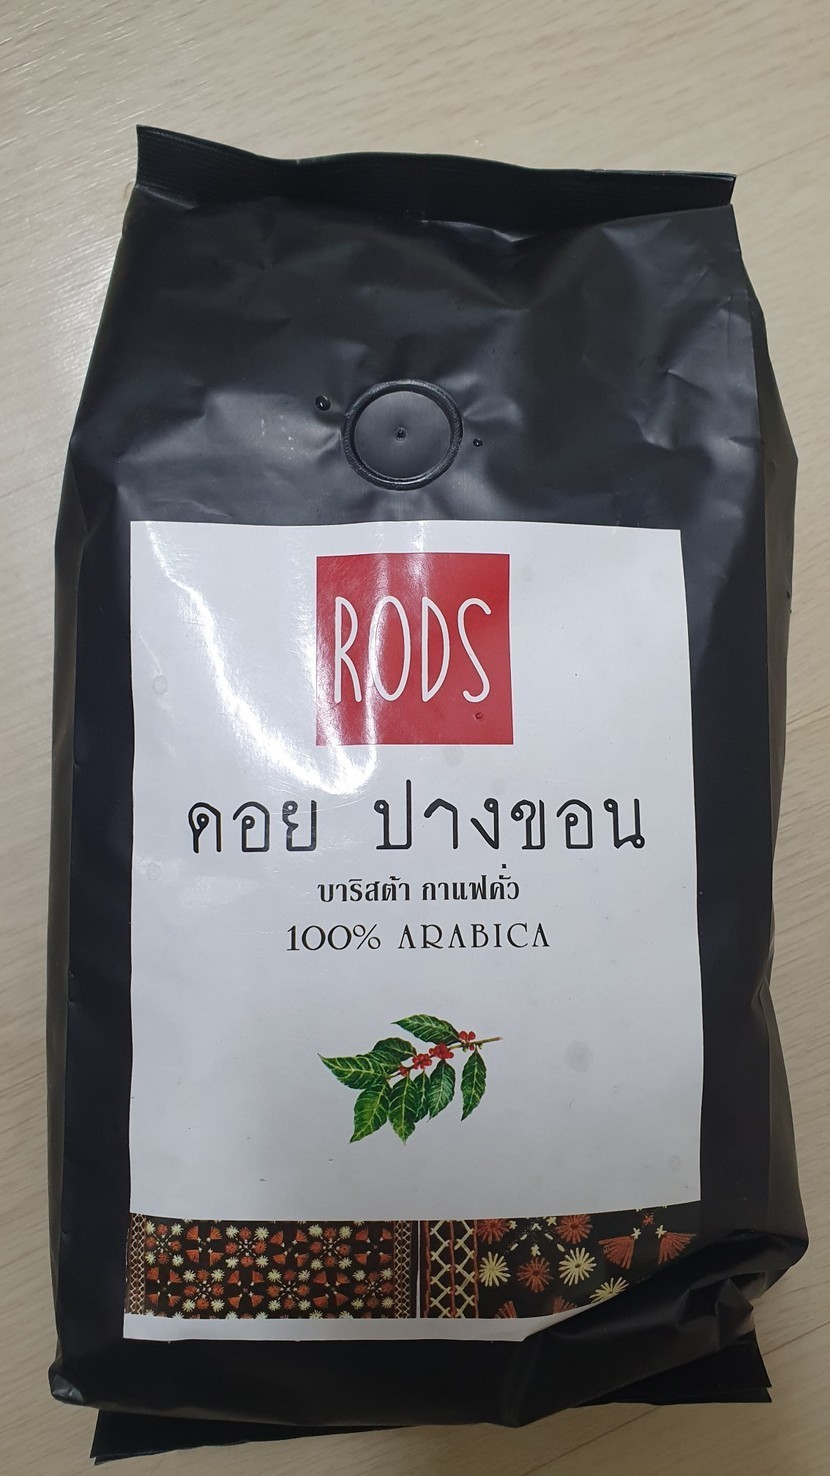 RODS
ดอย ปางขอน
บาริสต้า กาแฟคั่ว
100% ARABICA